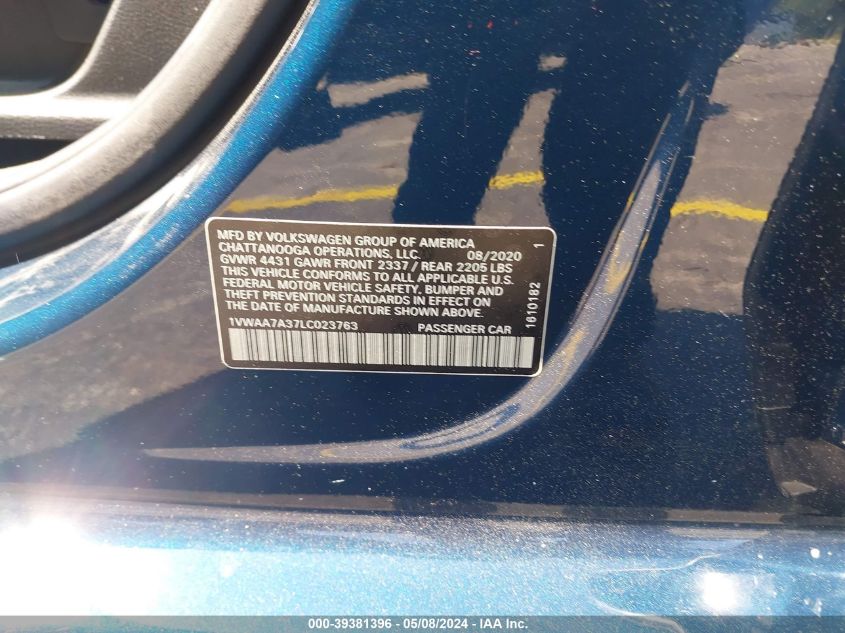 MFD BY VOLKSWAGEN GROUP OF AMERICA
CHATTANOOGA OPERATIONS, LLC. 08/2020 1
GVWR 4431 GAWR FRONT 2337 / REAR 2205 LBS
THIS VEHICLE CONFORMS TO ALL APPLICABLE U.S.
FEDERAL MOTOR VEHICLE SAFETY, BUMPER AND
THEFT PREVENTION STANDARDS IN EFFECT ON
THE DATE OF MANUFACTURE SHOWN ABOVE.
1VWAA7A37LC023763 PASSENGER CAR
1610182
000-39381396 - 05/08/2024 - IAA Inc.